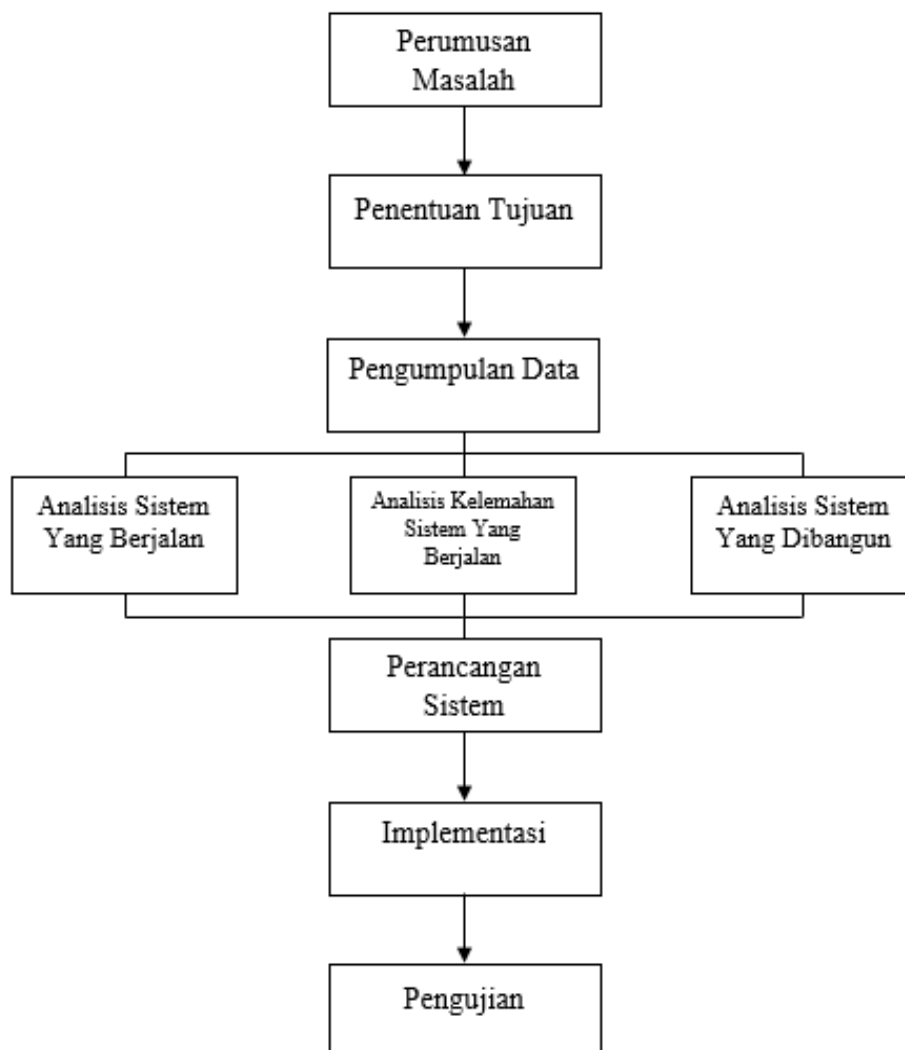 Perumusan
Masalah
Penentuan Tujuan
Pengumpulan Data
Analisis Sistem
Yang Berjalan
Analisis Kelemahan
Sistem Yang
Berjalan
Analisis Sistem
Yang Dibangun
Perancangan
Sistem
Implementasi
Pengujian